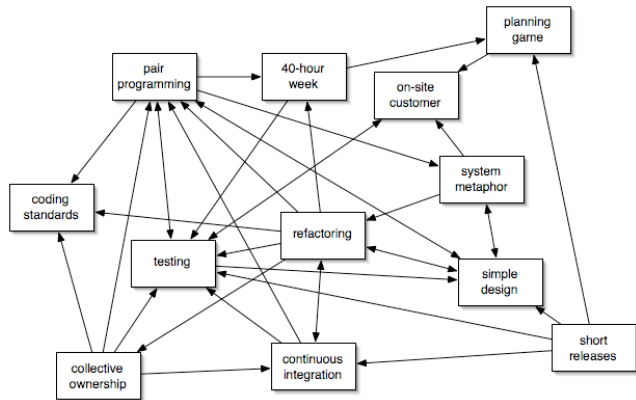 planning
game
pair
programming
40-hour
week
on-site
customer
system
metaphor
coding
standards
refactoring
testing
simple
design
short
releases
collective
ownership
continuous
integration